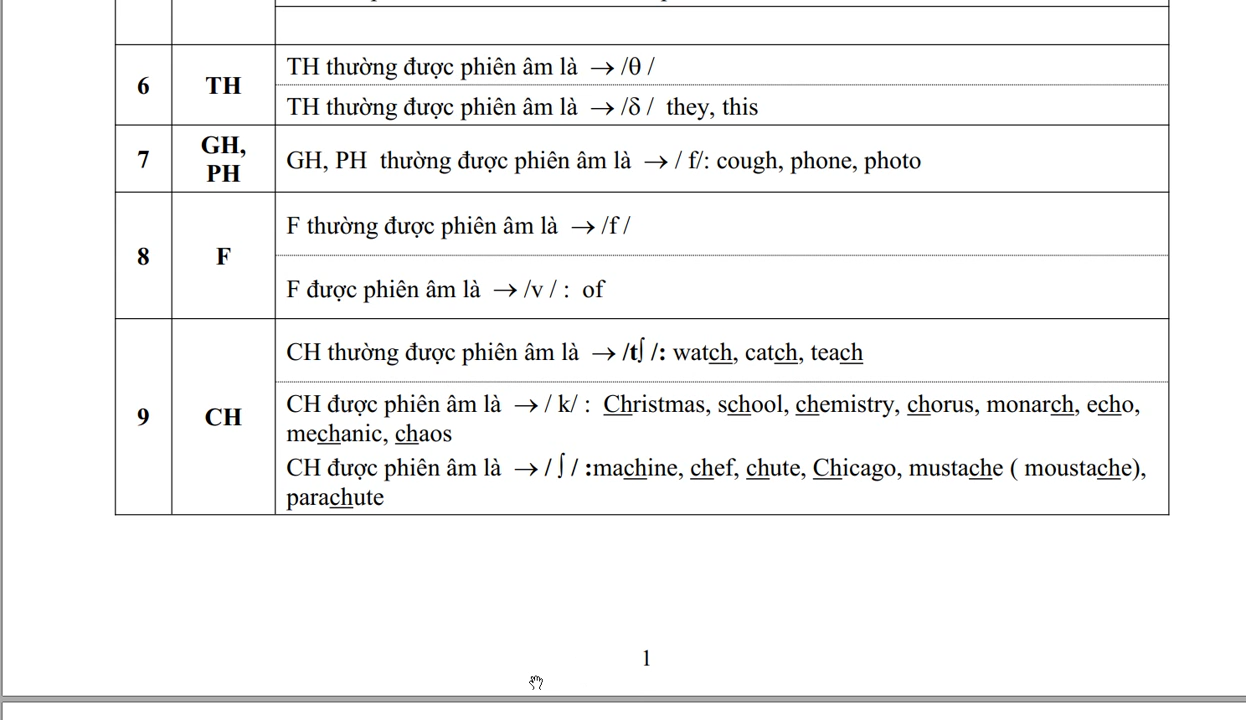 6 TH TH thường được phiên âm là → /θ /
TH thường được phiên âm là → /δ / they, this
7 GH, PH GH, PH thường được phiên âm là → / f/: cough, phone, photo
8 F F thường được phiên âm là → /f /
F được phiên âm là → /v / : of
9 CH CH thường được phiên âm là → /t∫ /: watch, catch, teach
CH được phiên âm là → / k/ : Christmas, school, chemistry, chorus, monarch, echo,
mechanic, chaos
CH được phiên âm là → / ∫ / :machine, chef, chute, Chicago, mustache ( moustache),
parachute
1